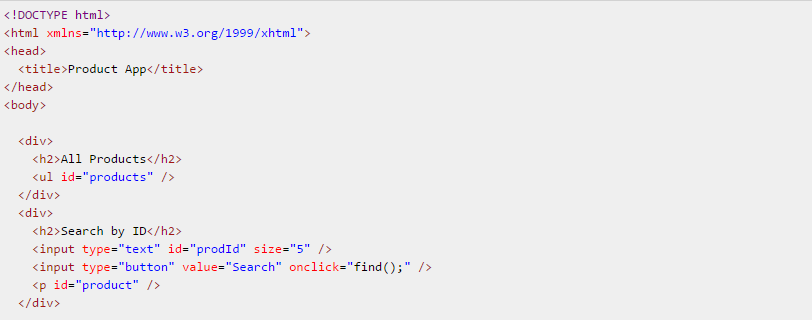 <!DOCTYPE html>
<html xmlns="http://www.w3.org/1999/xhtml">
<head>
  <title>Product App</title>
</head>
<body>

  <div>
    <h2>All Products</h2>
    <ul id="products" />
  </div>
  <div>
    <h2>Search by ID</h2>
    <input type="text" id="prodId" size="5" />
    <input type="button" value="Search" onclick="find();" />
    <p id="product" />
  </div>